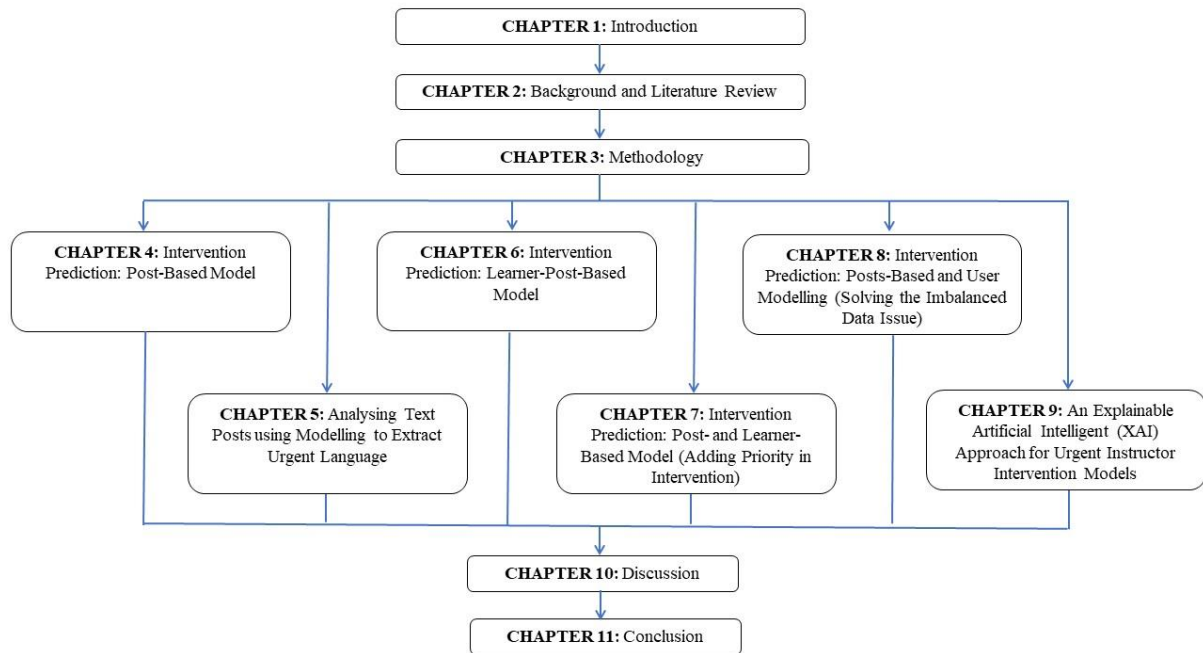 CHAPTER 1: Introduction
CHAPTER 2: Background and Literature Review
CHAPTER 3: Methodology
CHAPTER 4: Intervention
Prediction: Post-Based Model
CHAPTER 6: Intervention
Prediction: Learner-Post-Based
Model
CHAPTER 8: Intervention
Prediction: Posts-Based and User
Modelling (Solving the Imbalanced
Data Issue)
CHAPTER 5: Analysing Text
Posts using Modelling to Extract
Urgent Language
CHAPTER 7: Intervention
Prediction: Post- and Learner-
Based Model (Adding Priority in
Intervention)
CHAPTER 9: An Explainable
Artificial Intelligent (XAI)
Approach for Urgent Instructor
Intervention Models
CHAPTER 10: Discussion
CHAPTER 11: Conclusion